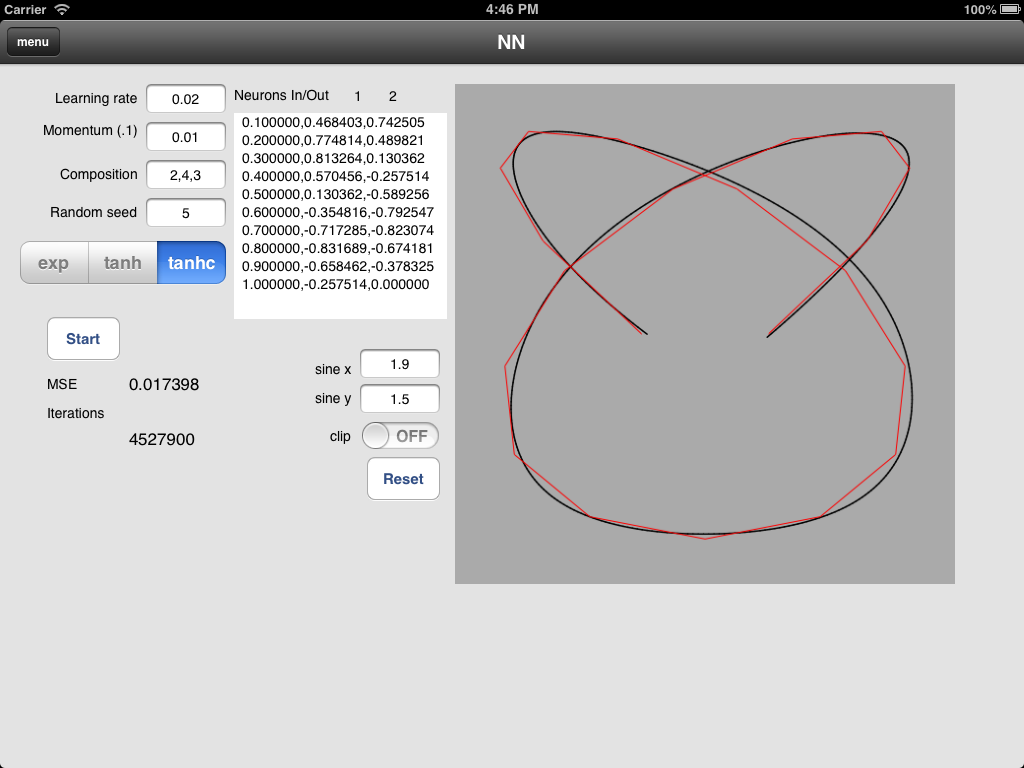 Carrier 4:46 PM 100%
menu NN
Learning rate 0.02
Momentum (.1) 0.01
Composition 2,4,3
Random seed 5
exp tanh tanhc
Neurons In/Out 1 2
0.100000,0.468403,0.742505
0.200000,0.774814,0.489821
0.300000,0.813264,0.130362
0.400000,0.570456,-0.257514
0.500000,0.130362,-0.589256
0.600000,-0.354816,-0.792547
0.700000,-0.717285,-0.823074
0.800000,-0.831689,-0.674181
0.900000,-0.658462,-0.378325
1.000000,-0.257514,0.000000
Start
MSE 0.017398
Iterations
4527900
sine x 1.9
sine y 1.5
clip OFF
Reset